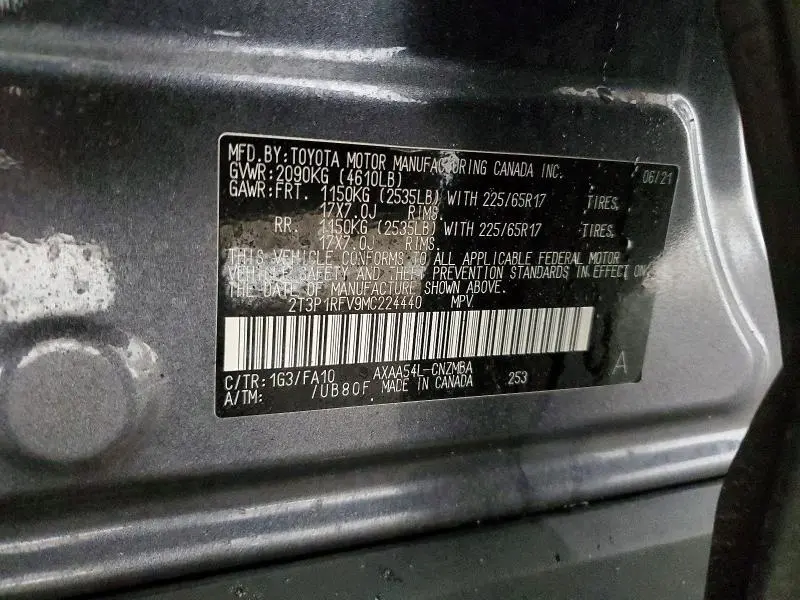 MFD.BY:TOYOTA MOTOR MANUFACTURING CANADA INC. 06/21
GVWR:2090KG (4610LB)
GAWR:FRT. 1150KG (2535LB) WITH 225/65R17 TIRES,
17X7.0J RIMS,
RR. 1150KG (2535LB) WITH 225/65R17 TIRES,
17X7.0J RIMS.
THIS VEHICLE CONFORMS TO ALL APPLICABLE FEDERAL MOTOR
VEHICLE SAFETY AND THEFT PREVENTION STANDARDS IN EFFECT ON
THE DATE OF MANUFACTURE SHOWN ABOVE.
2T3P1RFV9MC224440 MPV.
C/TR:1G3/FA10 AXAA54L-CNZMBA A
A/TM: /UB80F. MADE IN CANADA 253